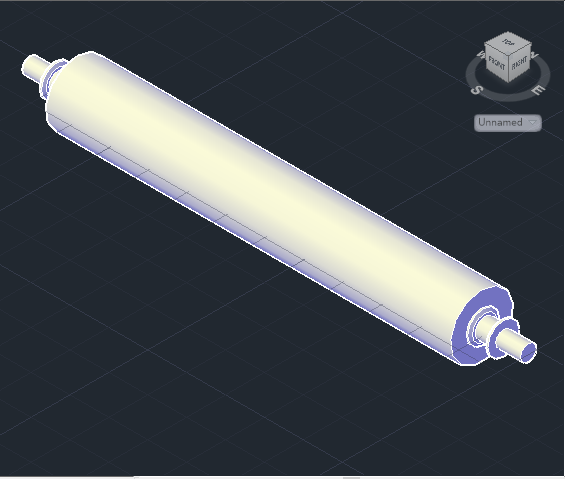 TOP
FRONT
RIGHT
S
E
Unnamed